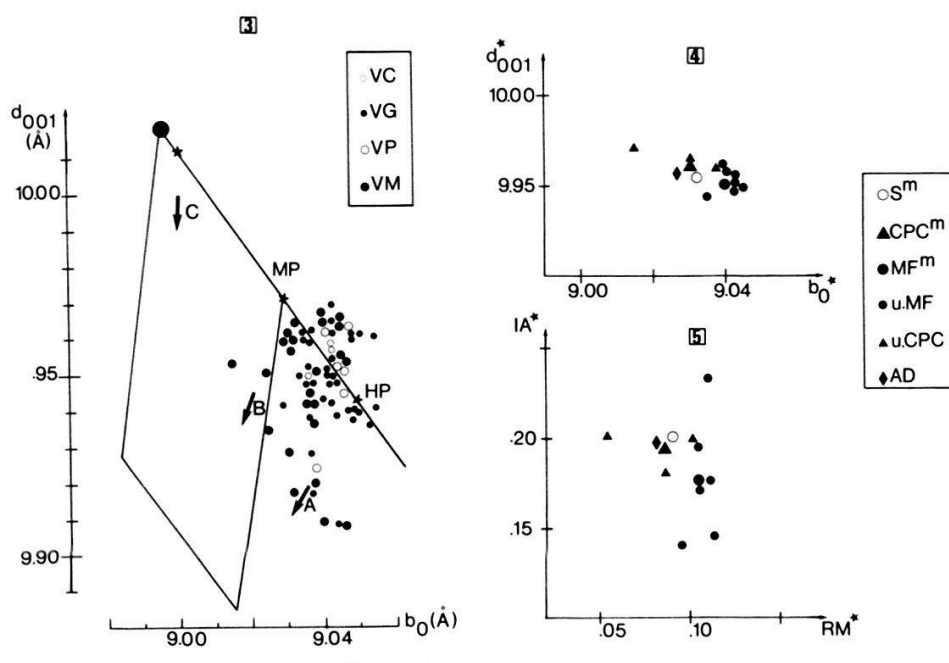 3
d001
(Å)
VC
VG
VP
VM
10.00
C
MP
.95
HP
B
A
9.90
9.00
9.04
b0(Å)
4
d*001
10.00
9.95
9.00
9.04
b0*
5
IA*
.20
.15
.05
.10
RM*
Sm
CPCm
MFm
u.MF
u.CPC
AD